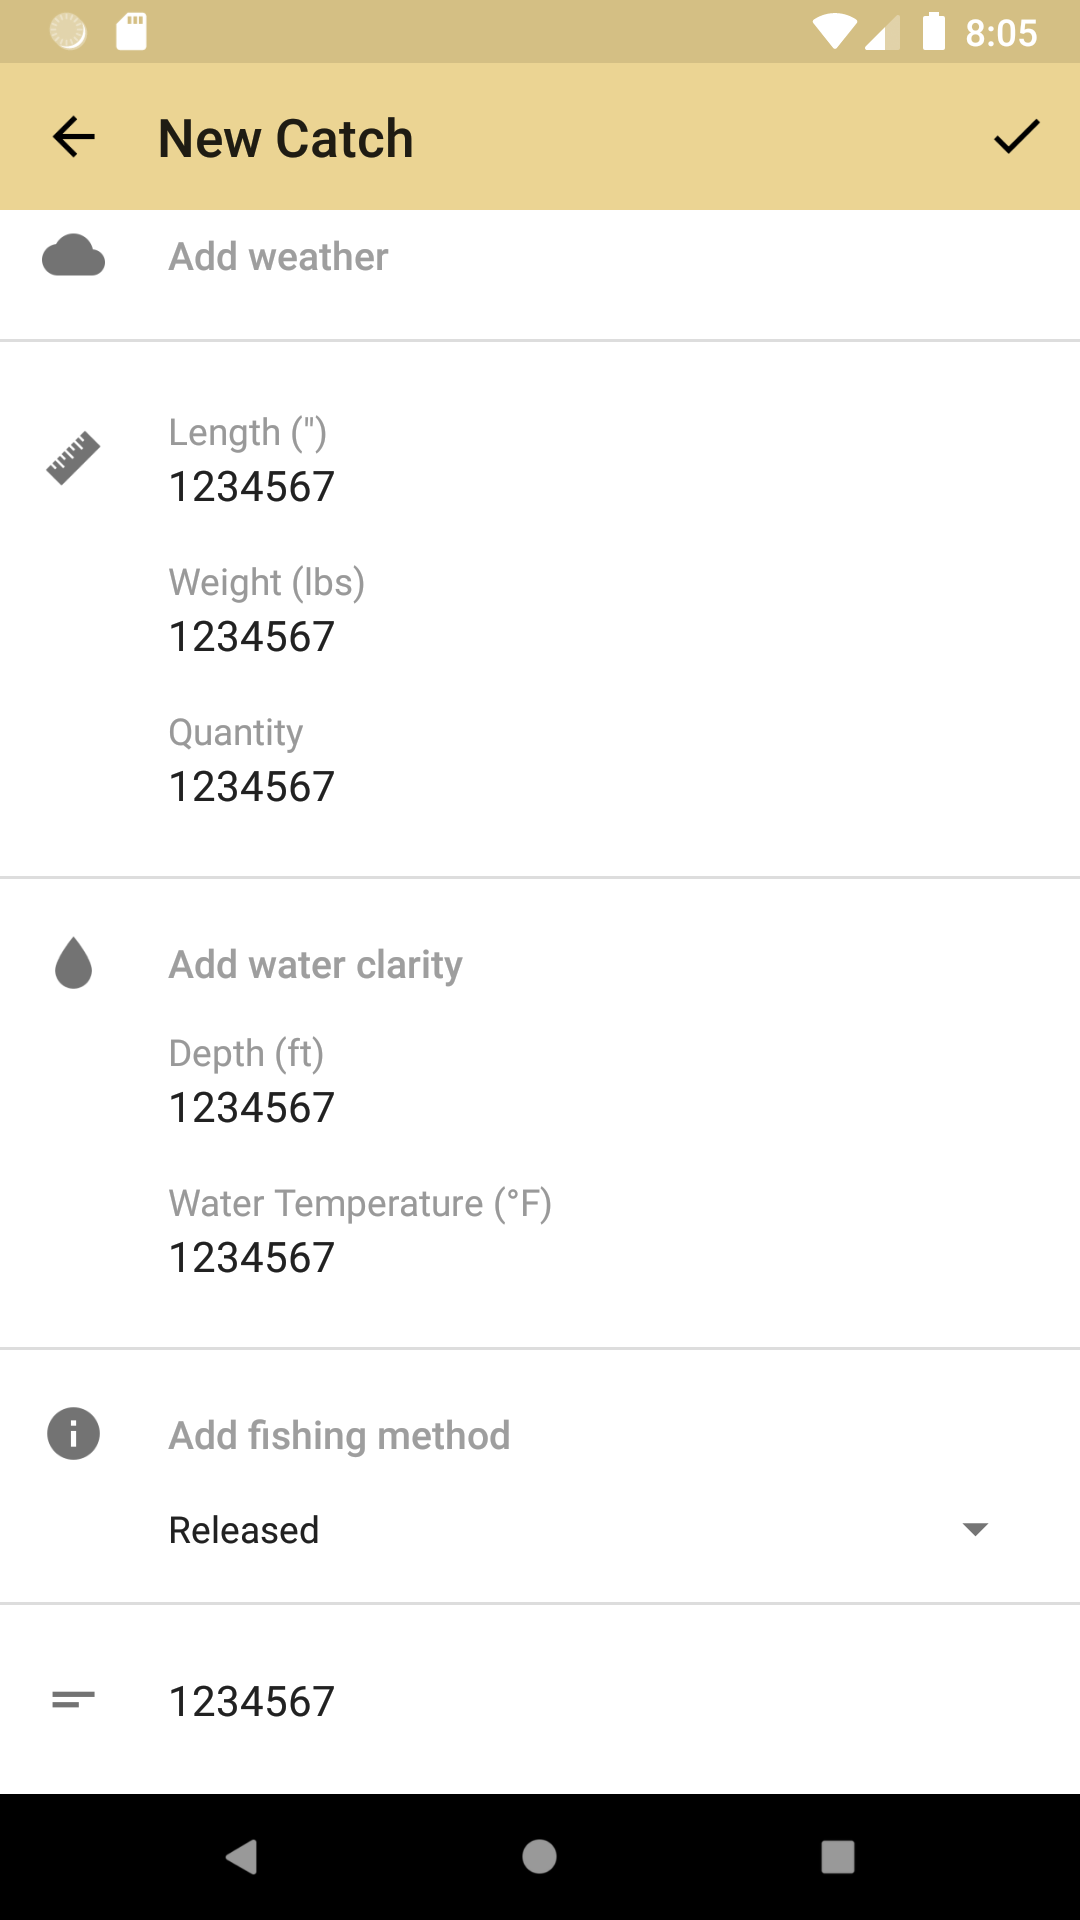 8:05
New Catch
Add weather
Length (")
1234567
Weight (lbs)
1234567
Quantity
1234567
Add water clarity
Depth (ft)
1234567
Water Temperature (°F)
1234567
Add fishing method
Released
1234567